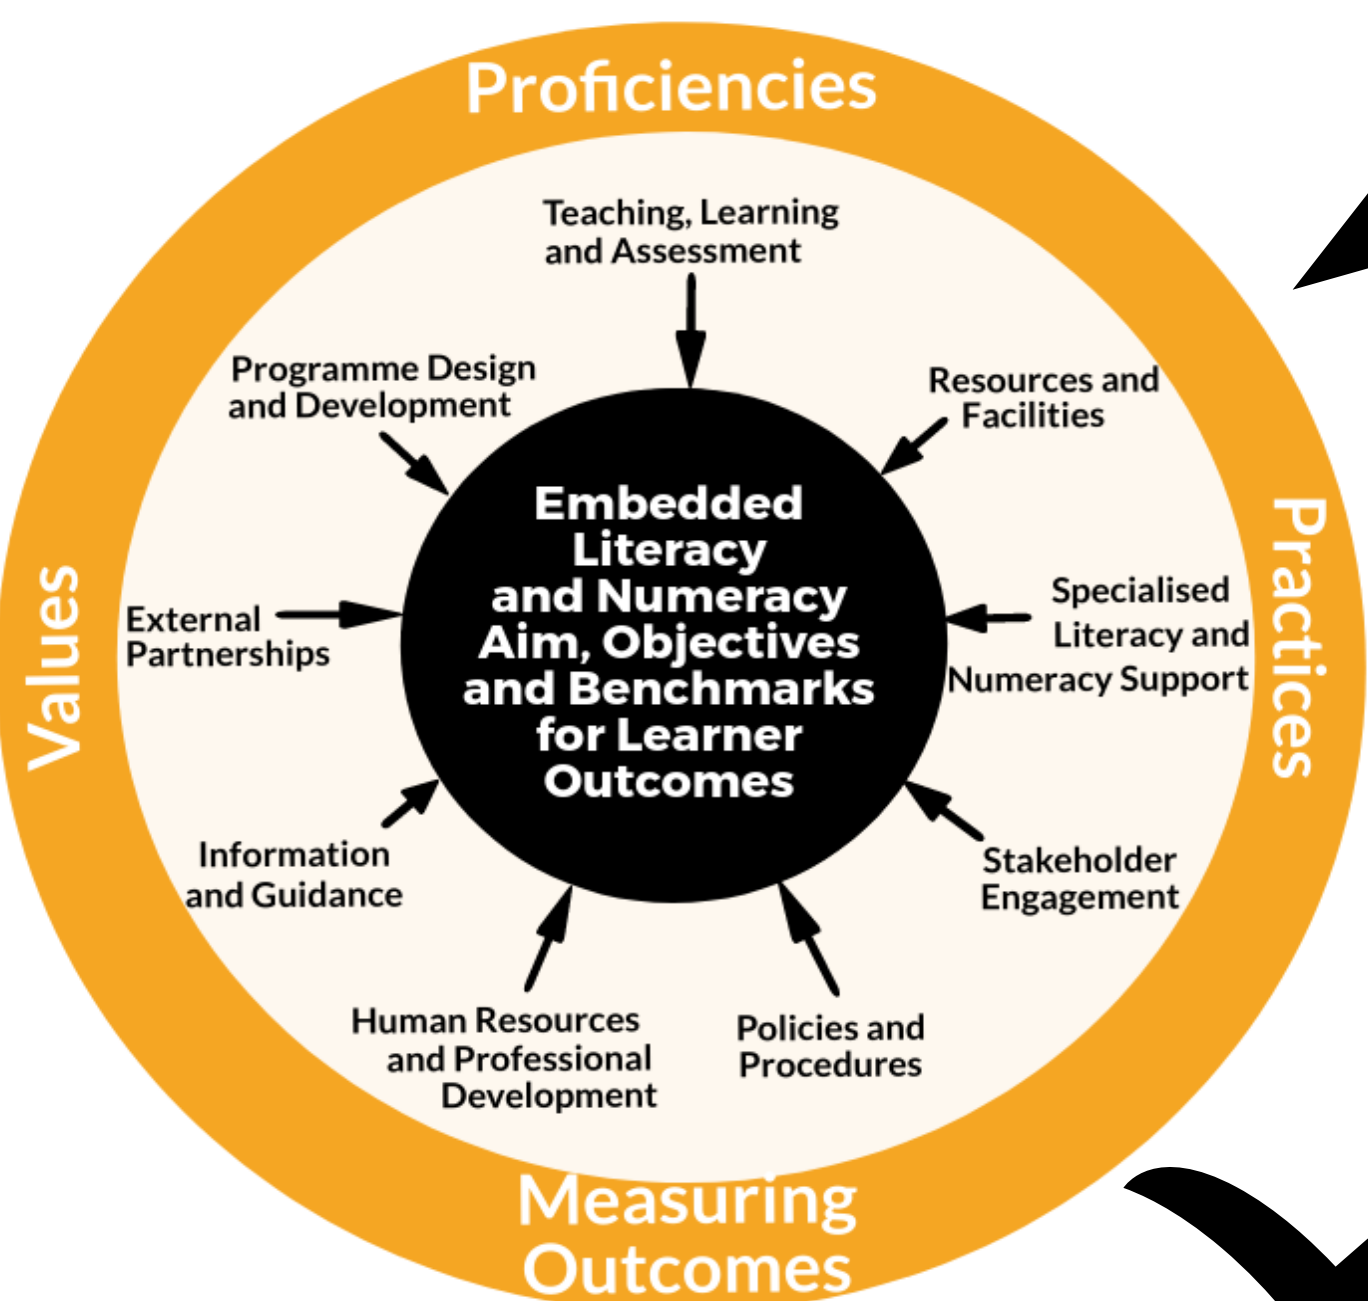 Proficiencies
Teaching, Learning
and Assessment
Programme Design
and Development
Resources and
Facilities
Embedded
Literacy
and Numeracy
Aim, Objectives
and Benchmarks
for Learner
Outcomes
External
Partnerships
Specialised
Literacy and
Numeracy Support
Values
Practices
Information
and Guidance
Stakeholder
Engagement
Human Resources
and Professional
Development
Policies and
Procedures
Measuring
Outcomes